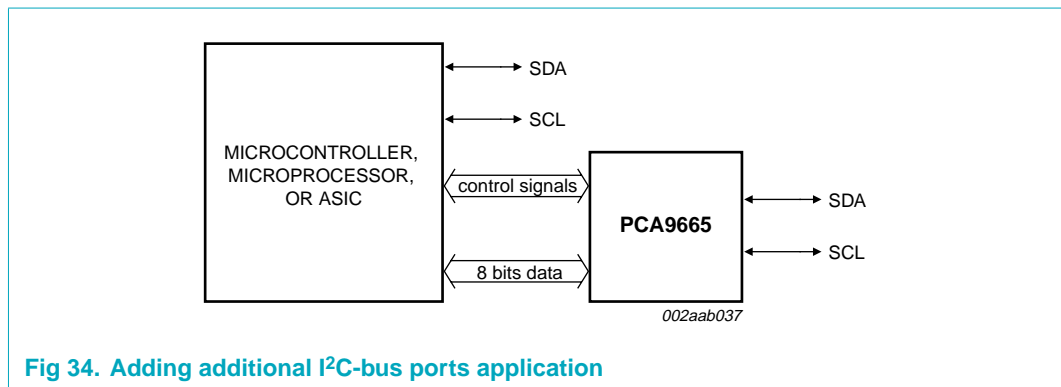 SDA
SCL
MICROCONTROLLER,
MICROPROCESSOR,
OR ASIC
control signals
8 bits data
PCA9665
SDA
SCL
002aab037
Fig 34. Adding additional I²C-bus ports application